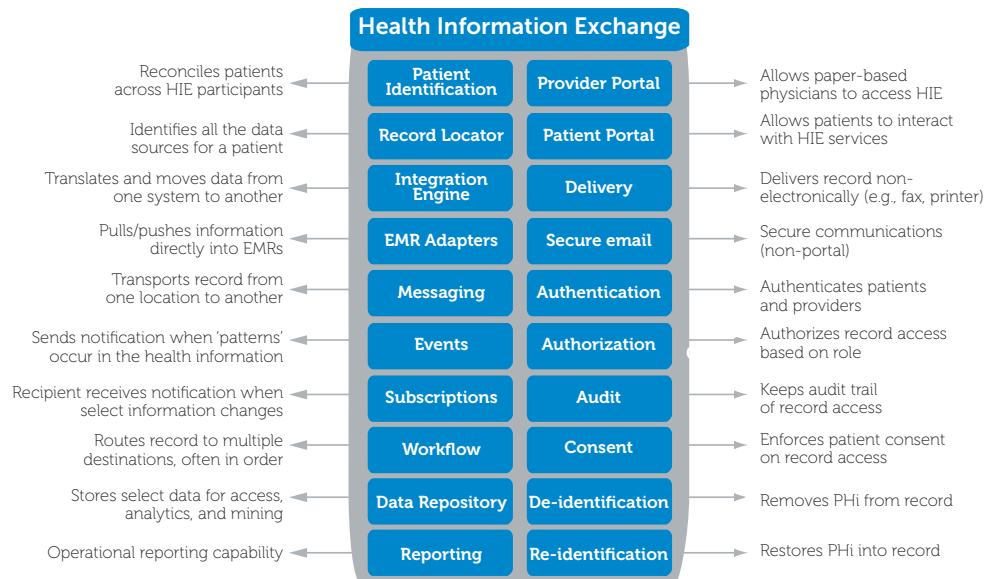 Health Information Exchange
Reconciles patients
across HIE participants
Patient
Identification
Provider Portal
Allows paper-based
physicians to access HIE
Identifies all the data
sources for a patient
Record Locator
Patient Portal
Allows patients to interact
with HIE services
Translates and moves data from
one system to another
Integration
Engine
Delivery
Delivers record non-
electronically (e.g., fax, printer)
Pulls/pushes information
directly into EMRs
EMR Adapters
Secure email
Secure communications
(non-portal)
Transports record from
one location to another
Messaging
Authentication
Authenticates patients
and providers
Sends notification when ‘patterns’
occur in the health information
Events
Authorization
Authorizes record access
based on role
Recipient receives notification when
select information changes
Subscriptions
Audit
Keeps audit trail
of record access
Routes record to multiple
destinations, often in order
Workflow
Consent
Enforces patient consent
on record access
Stores select data for access,
analytics, and mining
Data Repository
De-identification
Removes PHi from record
Operational reporting capability
Reporting
Re-identification
Restores PHi into record